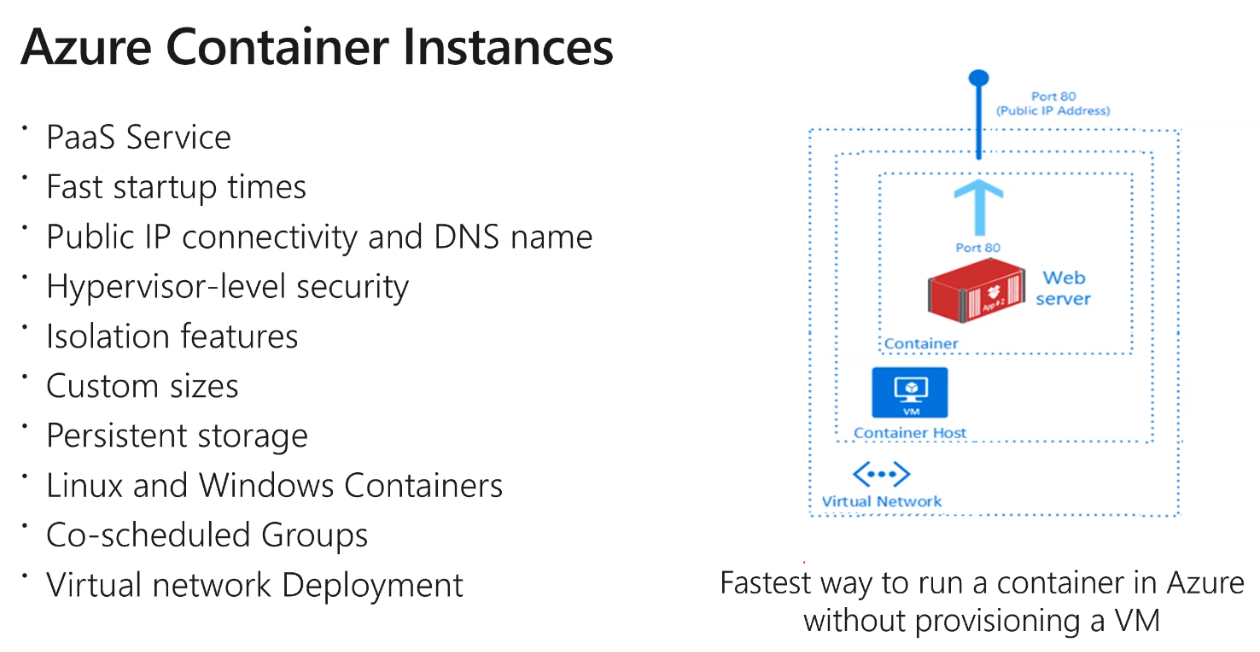 Azure Container Instances
PaaS Service
Fast startup times
Public IP connectivity and DNS name
Hypervisor-level security
Isolation features
Custom sizes
Persistent storage
Linux and Windows Containers
Co-scheduled Groups
Virtual network Deployment
Port 80
(Public IP Address)
Port 80
Web
server
App # 2
Container
VM
Container Host
Virtual Network
Fastest way to run a container in Azure
without provisioning a VM